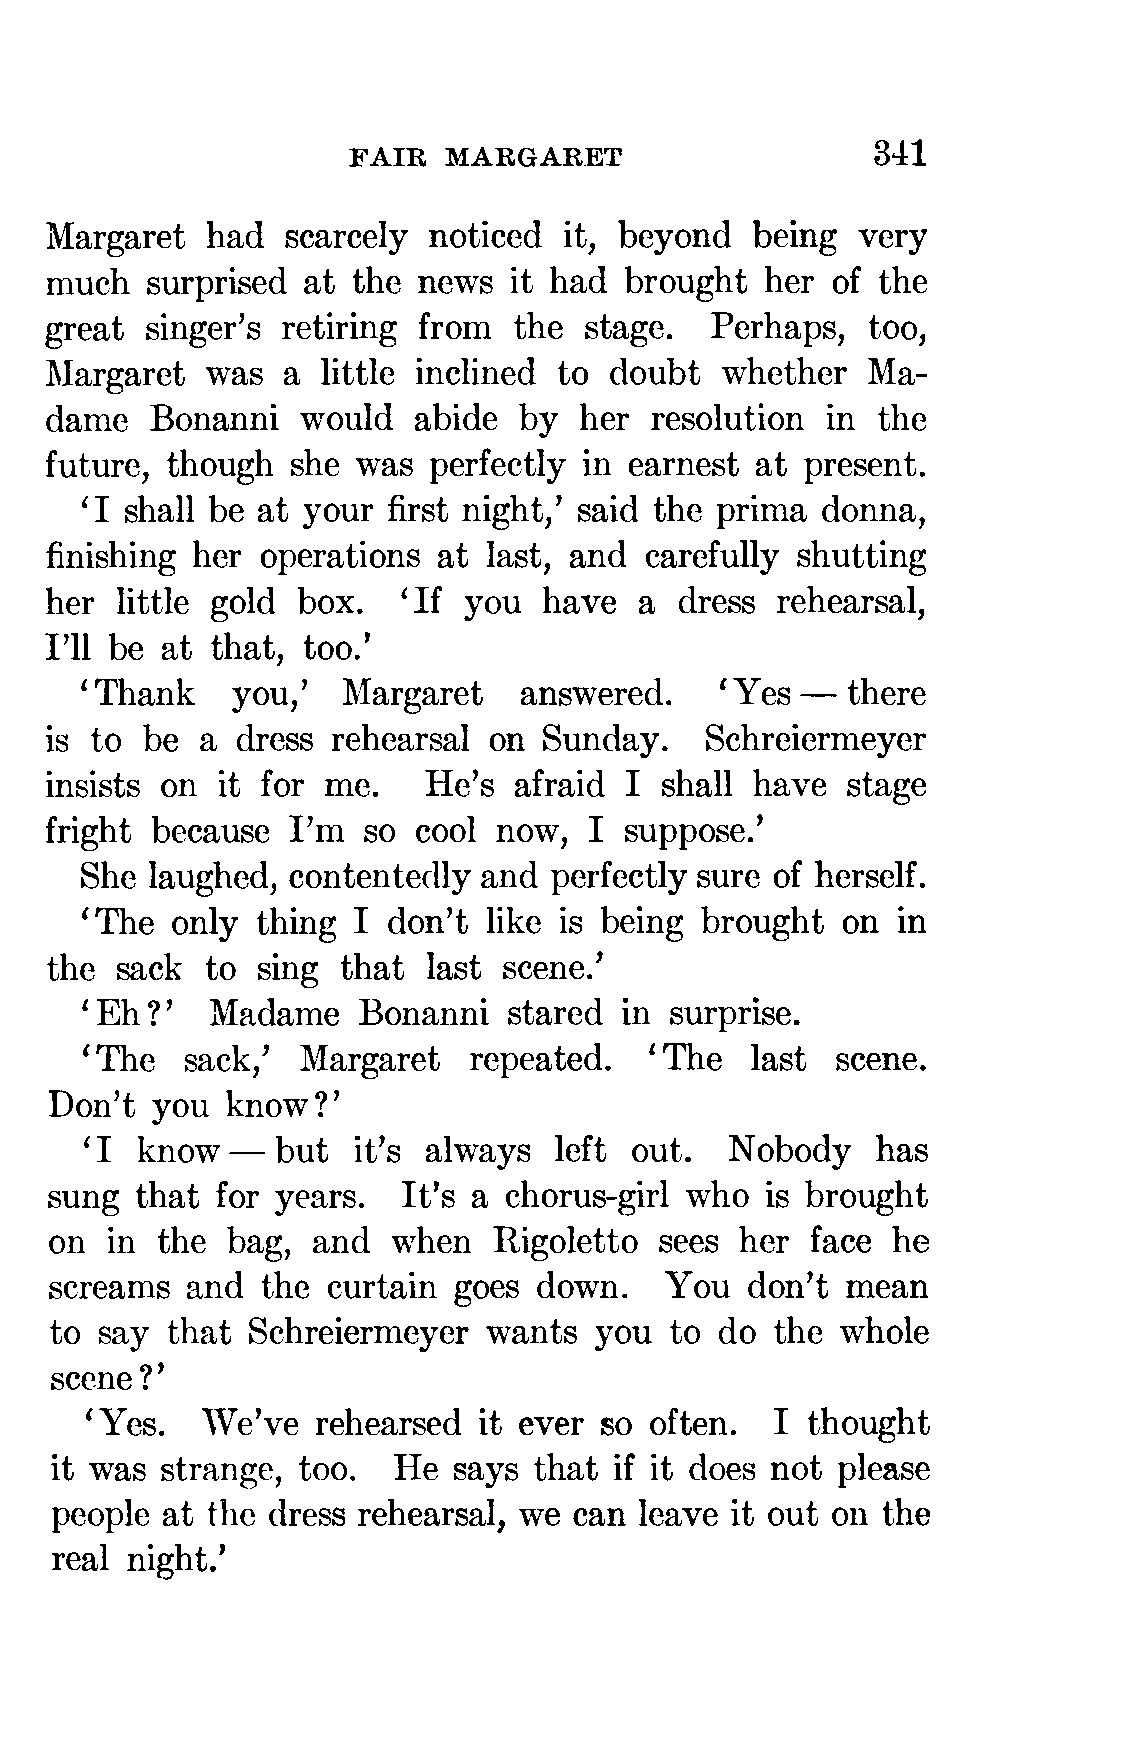 FAIR MARGARET 341
Margaret had scarcely noticed it, beyond being very
much surprised at the news it had brought her of the
great singer's retiring from the stage. Perhaps, too,
Margaret was a little inclined to doubt whether Ma-
dame Bonanni would abide by her resolution in the
future, though she was perfectly in earnest at present.
‘I shall be at your first night,’ said the prima donna,
finishing her operations at last, and carefully shutting
her little gold box. ‘If you have a dress rehearsal,
I'll be at that, too.’
‘Thank you,’ Margaret answered. ‘Yes — there
is to be a dress rehearsal on Sunday. Schreiermeyer
insists on it for me. He's afraid I shall have stage
fright because I'm so cool now, I suppose.’
She laughed, contentedly and perfectly sure of herself.
‘The only thing I don't like is being brought on in
the sack to sing that last scene.’
‘Eh?’ Madame Bonanni stared in surprise.
‘The sack,’ Margaret repeated. ‘The last scene.
Don't you know?’
‘I know — but it's always left out. Nobody has
sung that for years. It's a chorus-girl who is brought
on in the bag, and when Rigoletto sees her face he
screams and the curtain goes down. You don't mean
to say that Schreiermeyer wants you to do the whole
scene?’
‘Yes. We've rehearsed it ever so often. I thought
it was strange, too. He says that if it does not please
people at the dress rehearsal, we can leave it out on the
real night.’